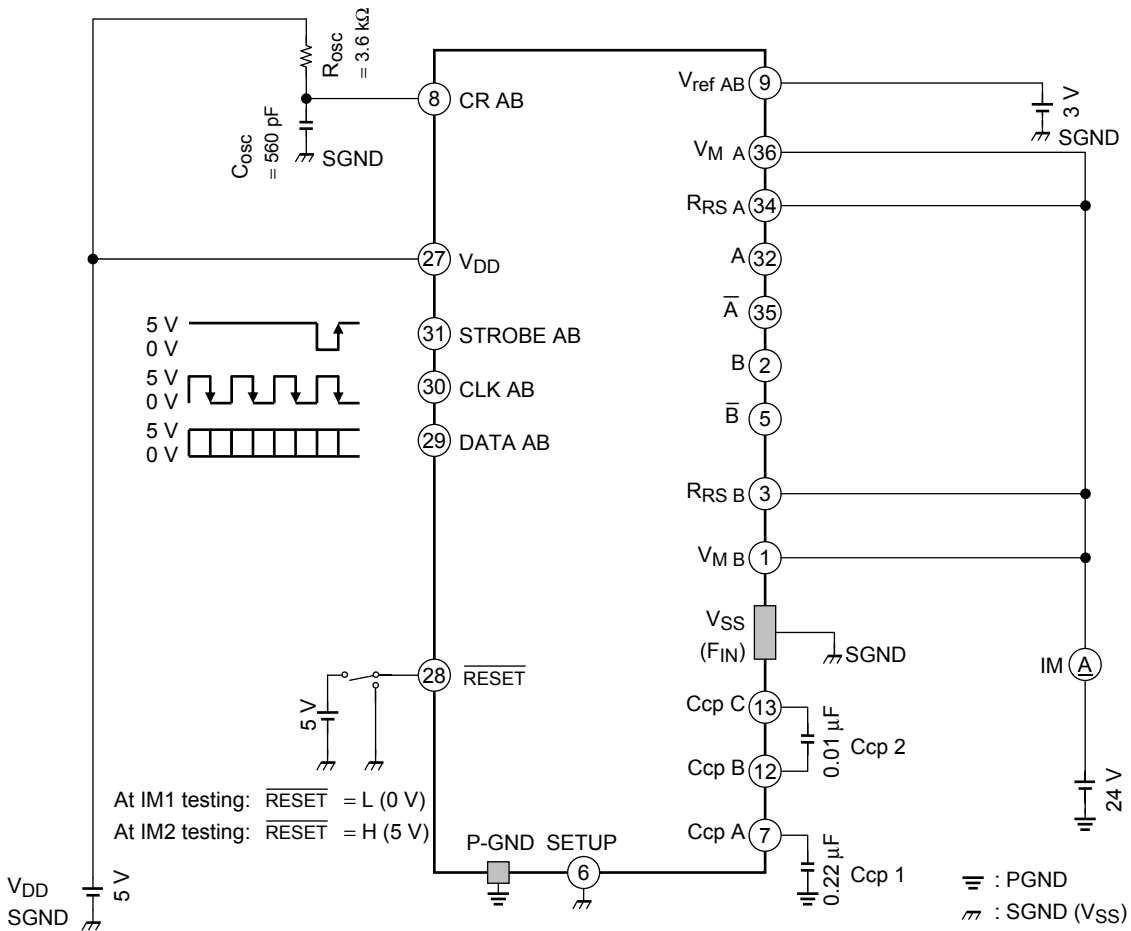 Rosc
= 3.6 kΩ
Cosc
= 560 pF
SGND
8 CR AB
27 VDD
5 V
0 V
31 STROBE AB
5 V
0 V
30 CLK AB
5 V
0 V
29 DATA AB
28 RESET
5 V
At IM1 testing: RESET = L (0 V)
At IM2 testing: RESET = H (5 V)
VDD
SGND
5 V
P-GND
SETUP
6
Vref AB 9
3 V
SGND
VM A 36
RRS A 34
A 32
A 35
B 2
B 5
RRS B 3
VM B 1
VSS
(FIN)
SGND
IM A
Ccp C 13
0.01 μF
Ccp 2
Ccp B 12
24 V
Ccp A 7
0.22 μF
Ccp 1
: PGND
: SGND (VSS)